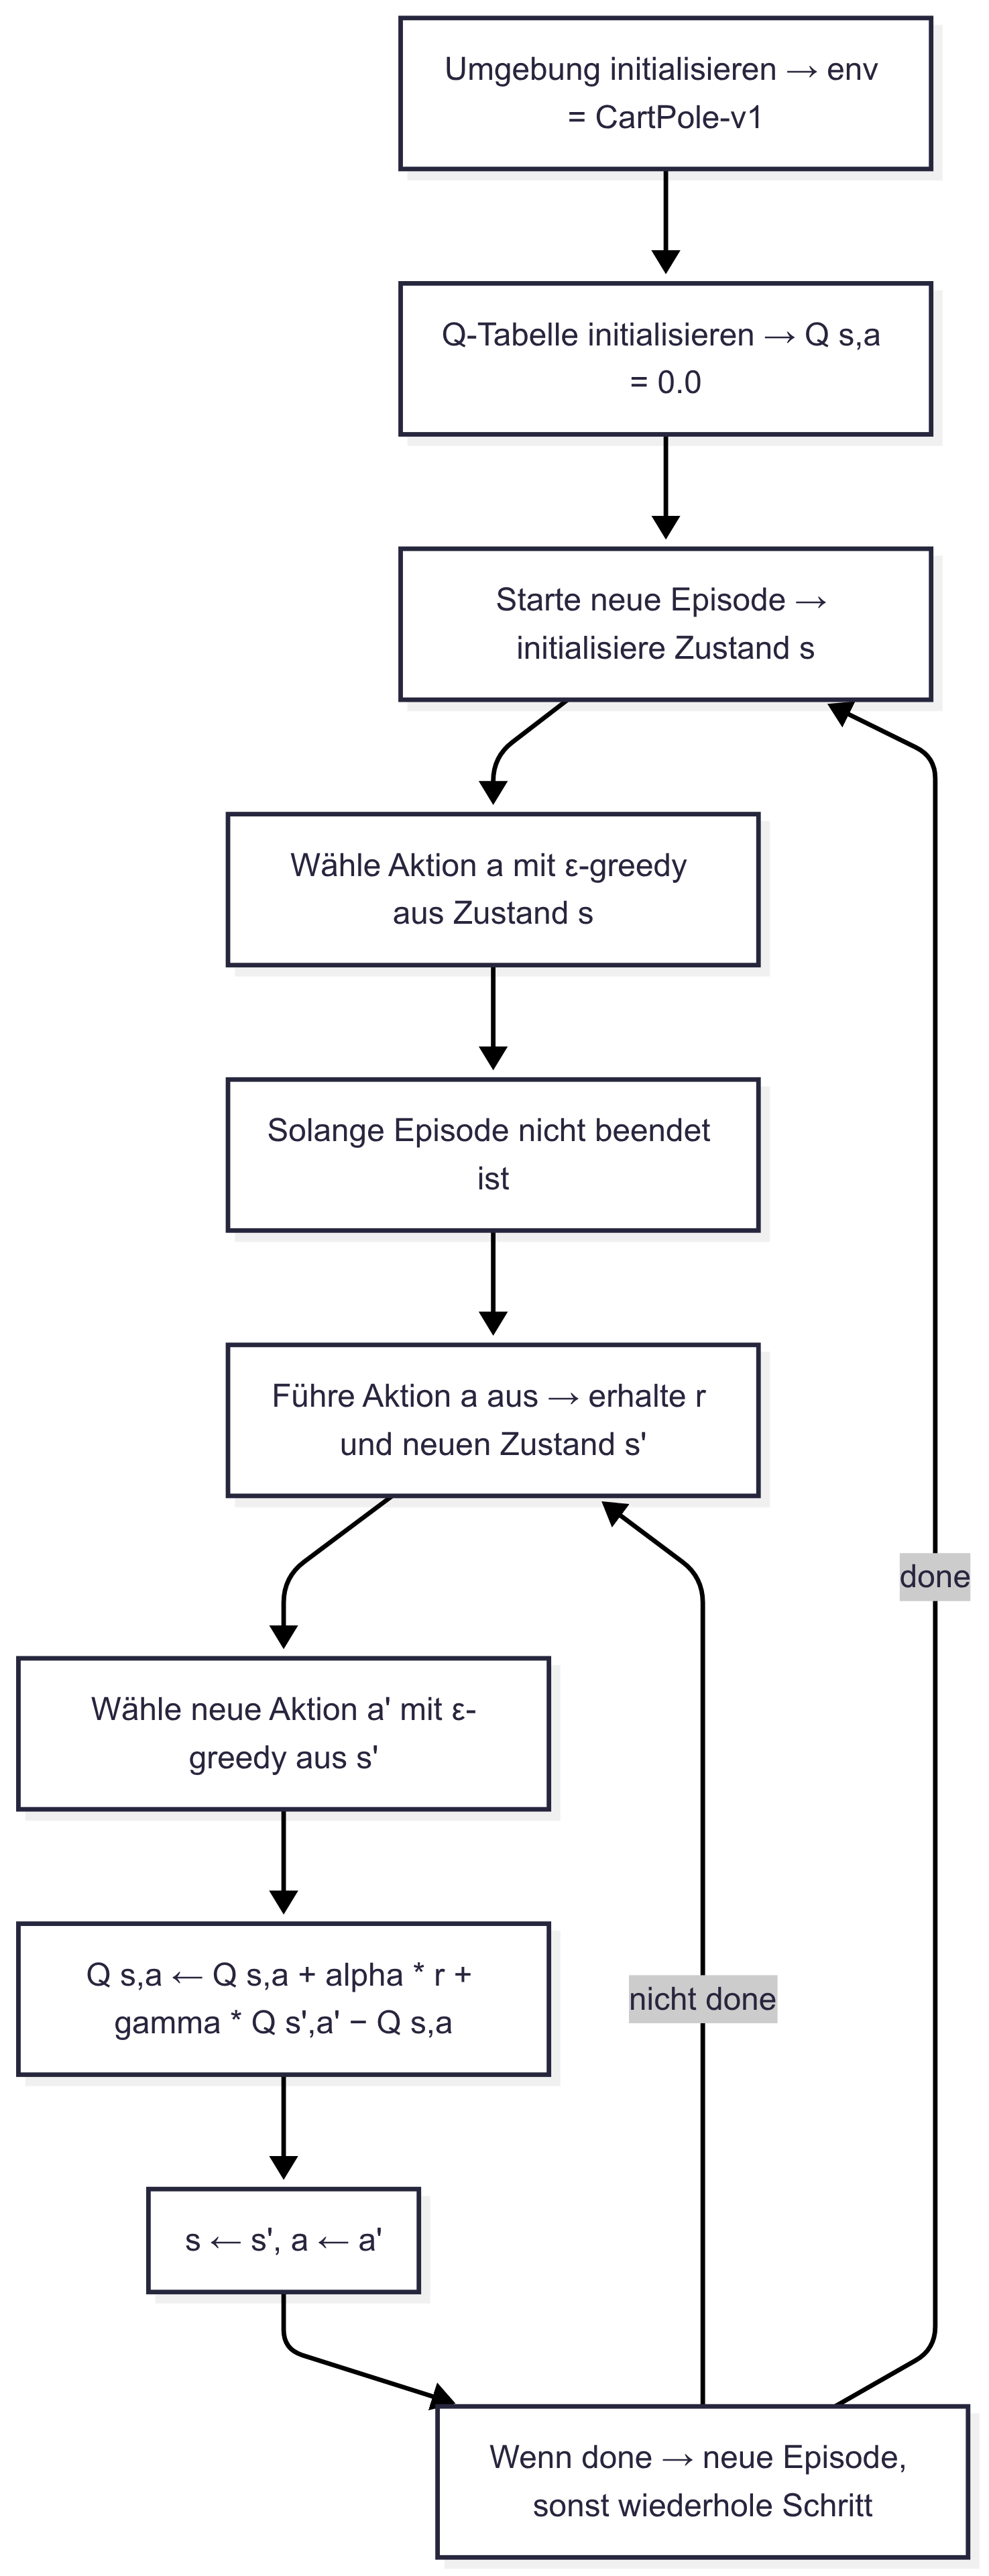 Umgebung initialisieren → env
= CartPole-v1
Q-Tabelle initialisieren → Q s,a
= 0.0
Starte neue Episode →
initialisiere Zustand s
Wähle Aktion a mit ε-greedy
aus Zustand s
Solange Episode nicht beendet
ist
Führe Aktion a aus → erhalte r
und neuen Zustand s'
done
Wähle neue Aktion a' mit ε-
greedy aus s'
Q s,a ← Q s,a + alpha * r +
gamma * Q s',a' − Q s,a
nicht done
s ← s', a ← a'
Wenn done → neue Episode,
sonst wiederhole Schritt